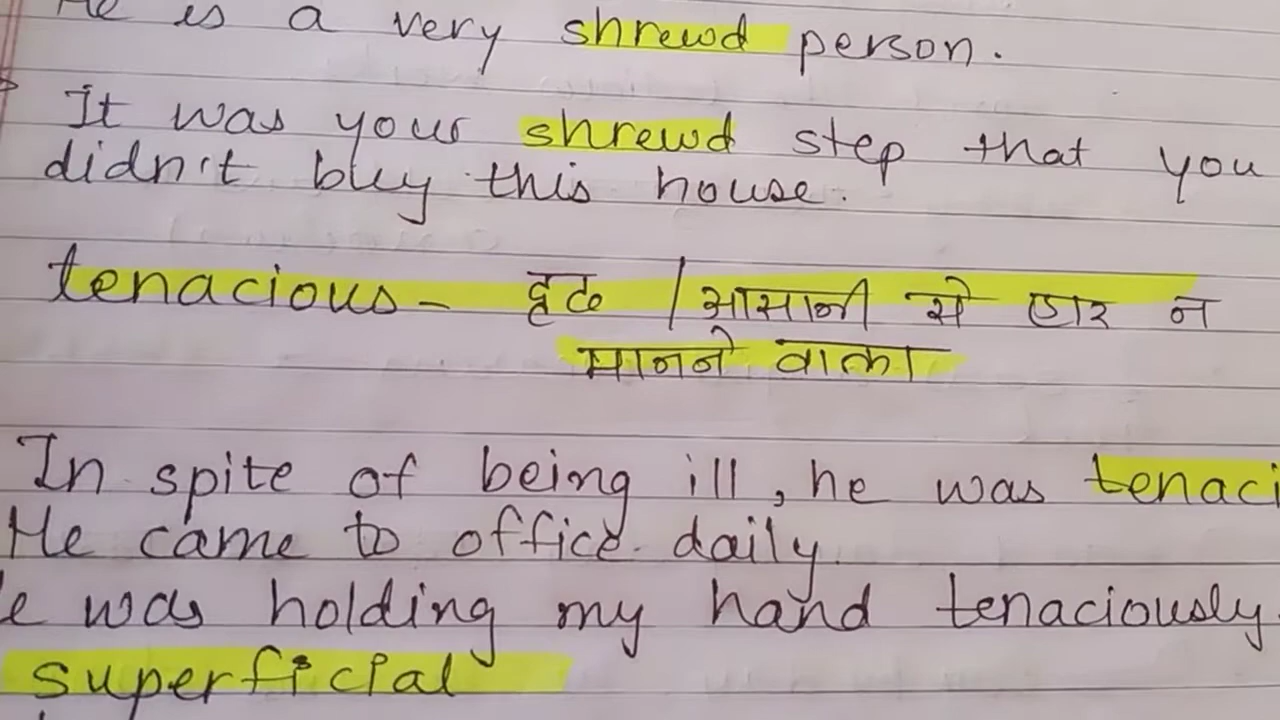 He is a very shrewd person.
It was your shrewd step that you
didn't buy this house.
tenacious - दृढ / आसानी से हार न
मानने वाला
In spite of being ill, he was tenaci
He came to office daily.
e was holding my hand tenaciously
superficial